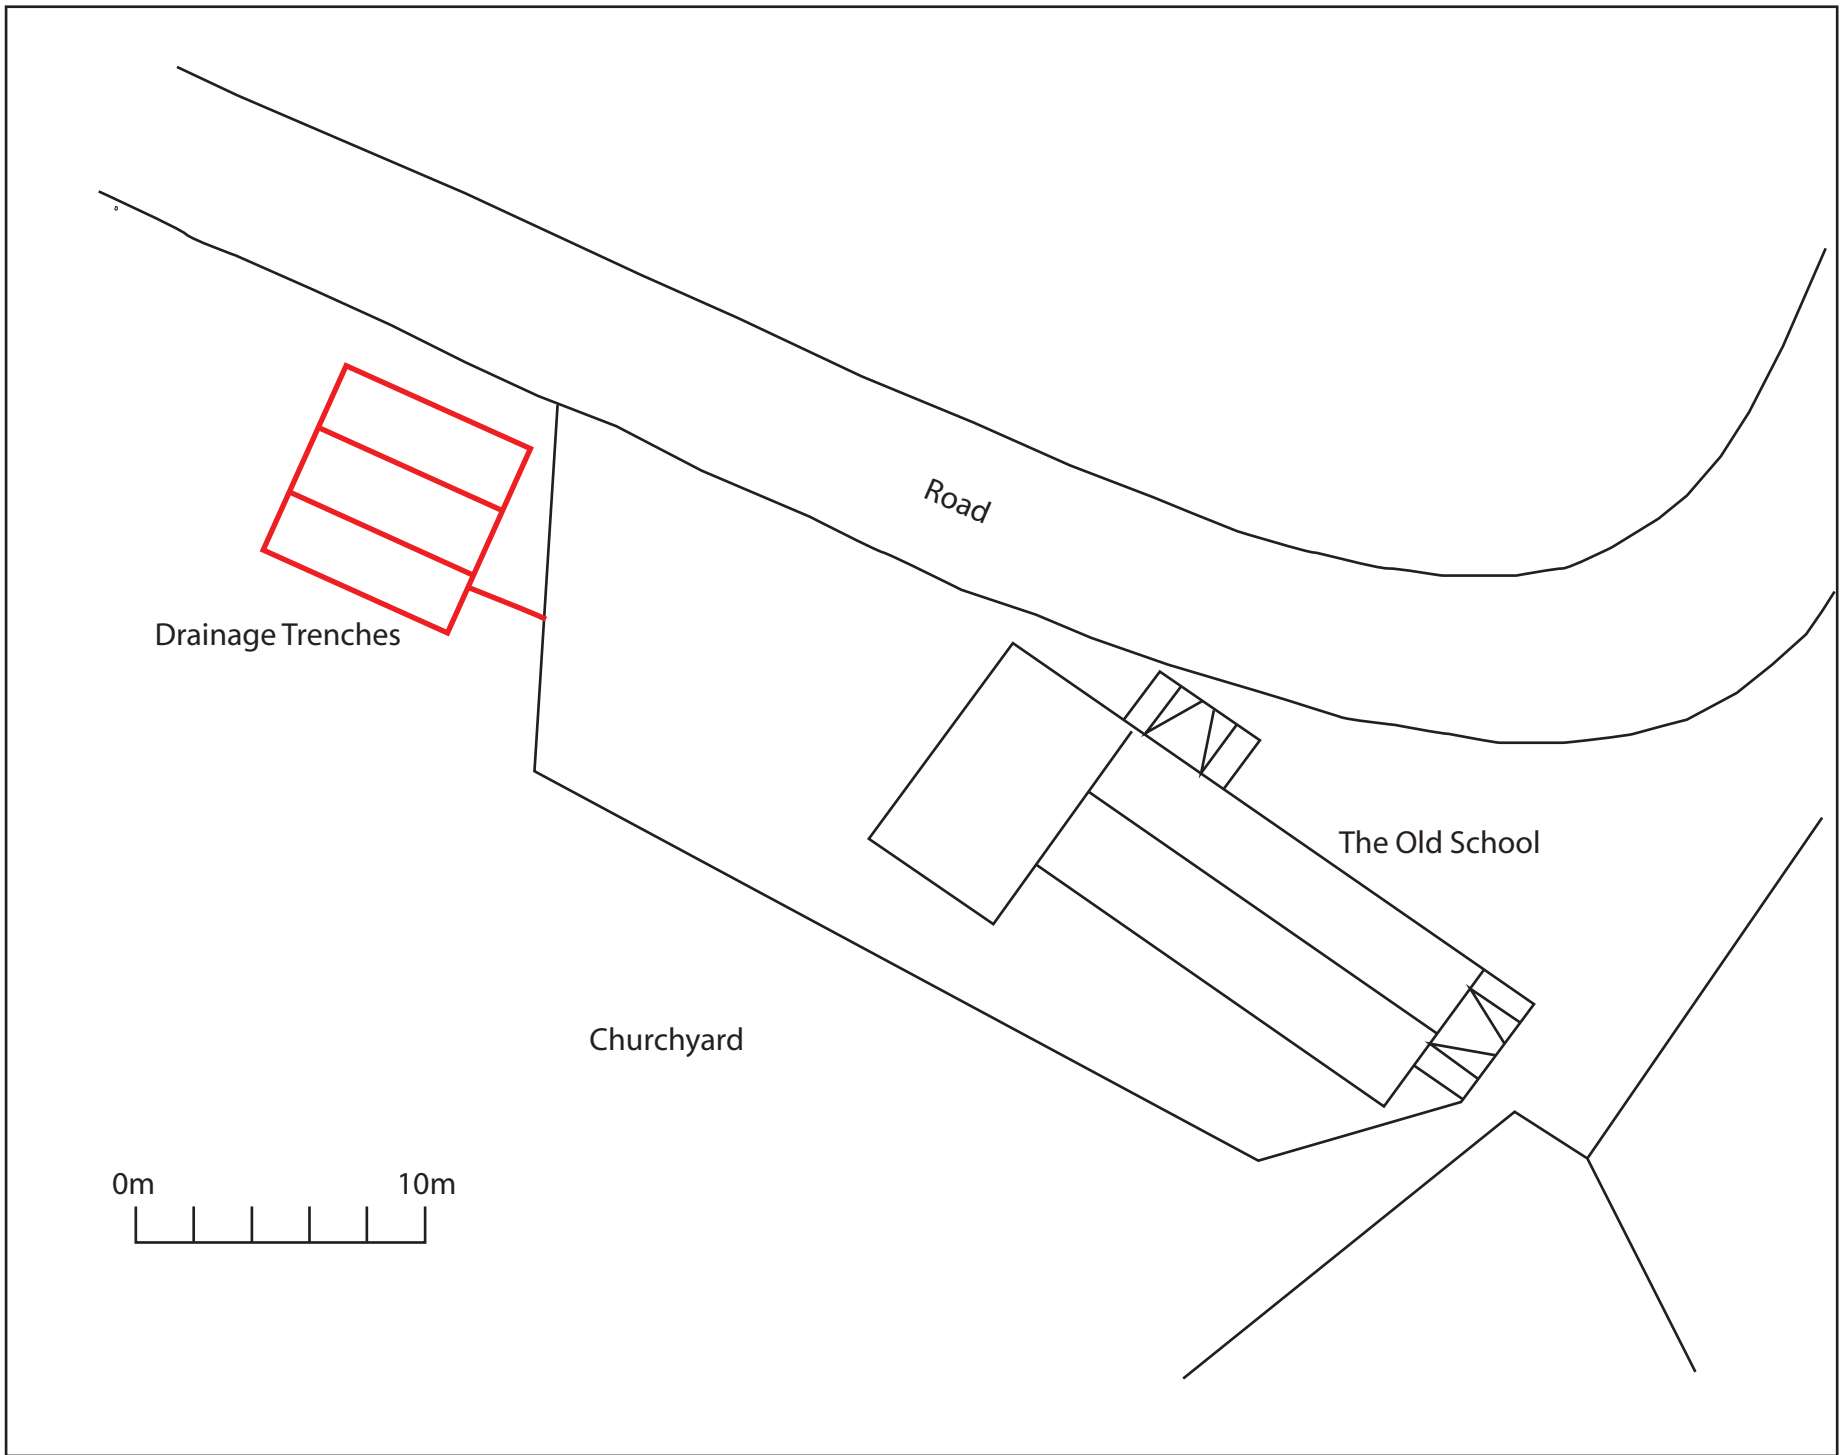 Road
Drainage Trenches
The Old School
Churchyard
0m 10m